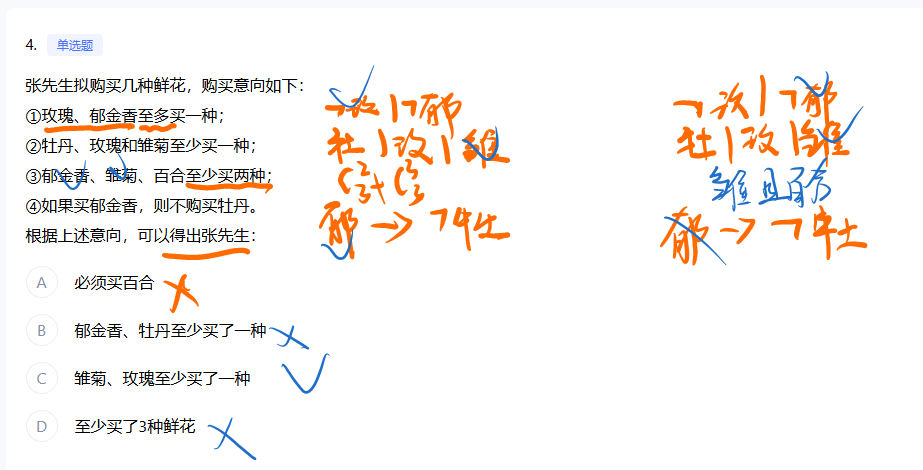 4. 单选题
张先生拟购买几种鲜花，购买意向如下：
①玫瑰、郁金香至多买一种；
②牡丹、玫瑰和雏菊至少买一种；
③郁金香、雏菊、百合至少买两种；
④如果买郁金香，则不购买牡丹。
根据上述意向，可以得出张先生：
A 必须买百合
B 郁金香、牡丹至少买了一种
C 雏菊、玫瑰至少买了一种
D 至少买了3种鲜花
¬玫|¬郁
牡|玫|雏
郁→¬牡
¬玫|¬郁
牡|玫|雏
雏且百
郁→¬牡